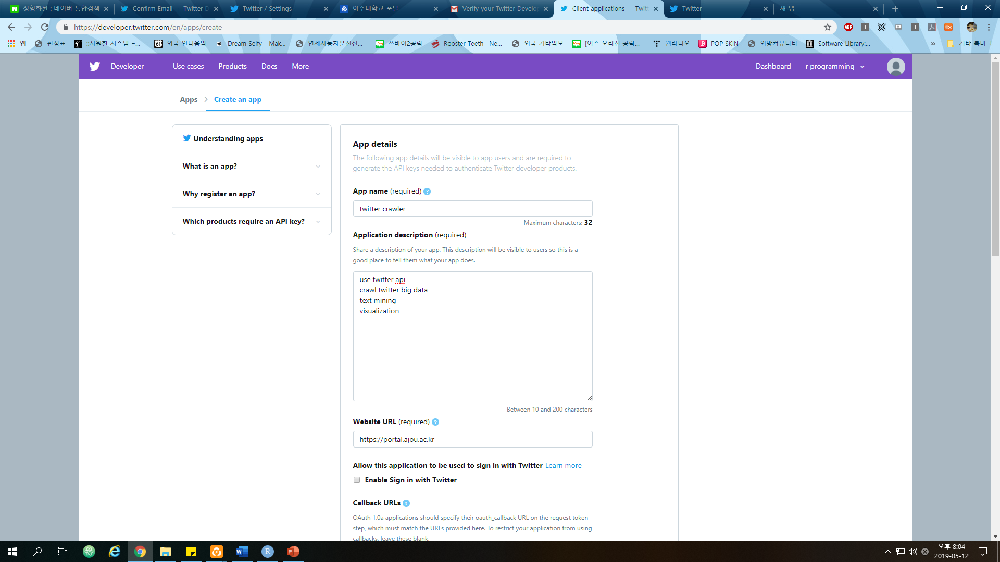 정형화된 : 네이버 통합검색
Confirm Email — Twitter D
Twitter / Settings
아주대학교 포탈
Verify your Twitter Develop
Client applications — Twitt
Twitter
새 탭
https://developer.twitter.com/en/apps/create
ABP
앱
편성표
::시원한 시스템 =...
외국 인디음악
Dream Selfy - Mak...
연세자동차운전전...
쯔바이2공략
Rooster Teeth · Ne...
외국 기타악보
[이스 오리진 공략...
웹라디오
POP SKIN
외방커뮤니티
Software Library:...
»
기타 북마크
Developer
Use cases
Products
Docs
More
Dashboard
r programming
Apps
Create an app
Understanding apps
What is an app?
Why register an app?
Which products require an API key?
App details
The following app details will be visible to app users and are required to
generate the API keys needed to authenticate Twitter developer products.
App name (required) ?
twitter crawler
Maximum characters: 32
Application description (required)
Share a description of your app. This description will be visible to users so this is a
good place to tell them what your app does.
use twitter api
crawl twitter big data
text mining
visualization
Between 10 and 200 characters
Website URL (required) ?
https://portal.ajou.ac.kr
Allow this application to be used to sign in with Twitter Learn more
Enable Sign in with Twitter
Callback URLs ?
OAuth 1.0a applications should specify their oauth_callback URL on the request token
step, which must match the URLs provided here. To restrict your application from using
callbacks, leave these blank.
오후 8:04
2019-05-12